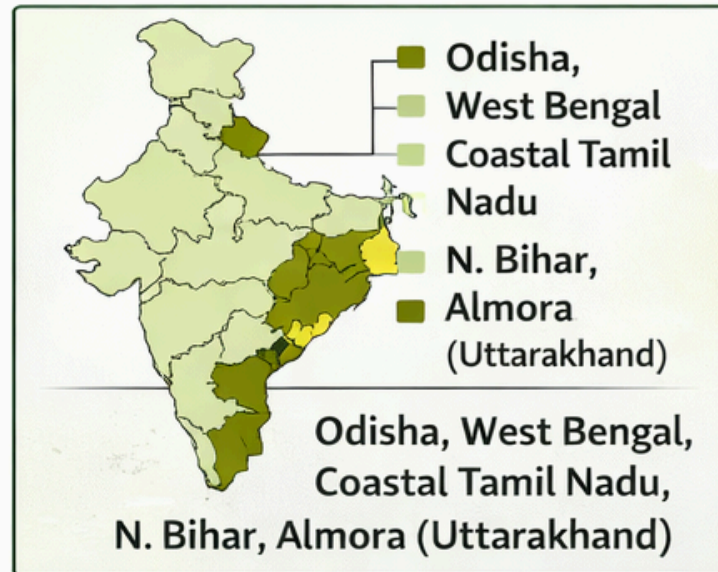 Odisha,
West Bengal
Coastal Tamil
Nadu
N. Bihar,
Almora
(Uttarakhand)
Odisha, West Bengal,
Coastal Tamil Nadu,
N. Bihar, Almora (Uttarakhand)